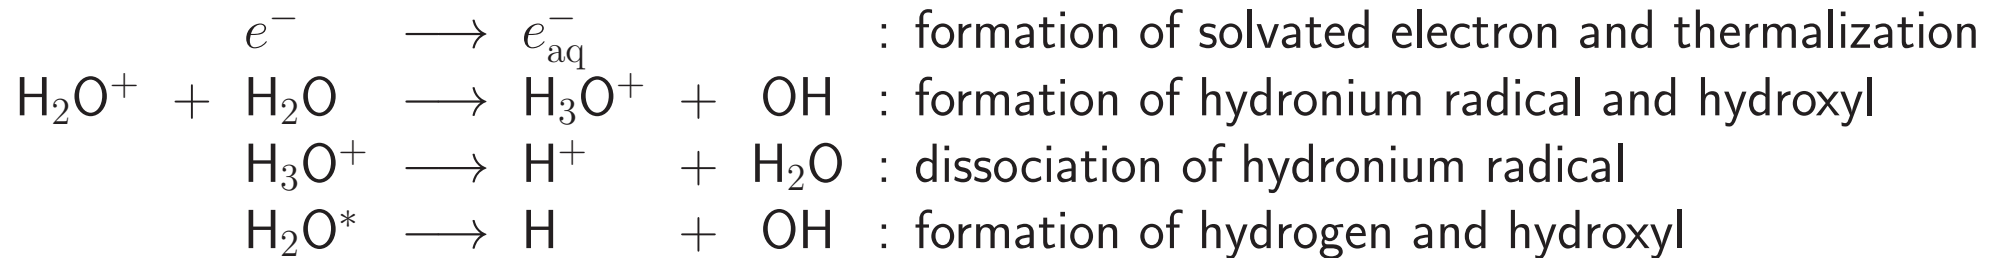 e⁻ ⟶ e⁻aq : formation of solvated electron and thermalization
H₂O⁺ + H₂O ⟶ H₃O⁺ + OH : formation of hydronium radical and hydroxyl
H₃O⁺ ⟶ H⁺ + H₂O : dissociation of hydronium radical
H₂O* ⟶ H + OH : formation of hydrogen and hydroxyl